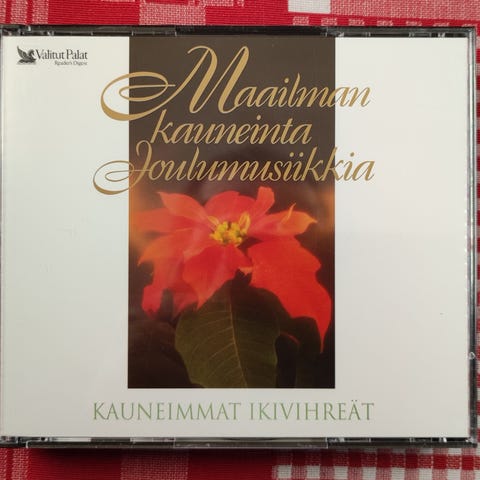 Valitut Palat
Reader's Digest
Maailman
kauneinta
Joulumusiikkia
KAUNEIMMAT IKIVIHREÄT